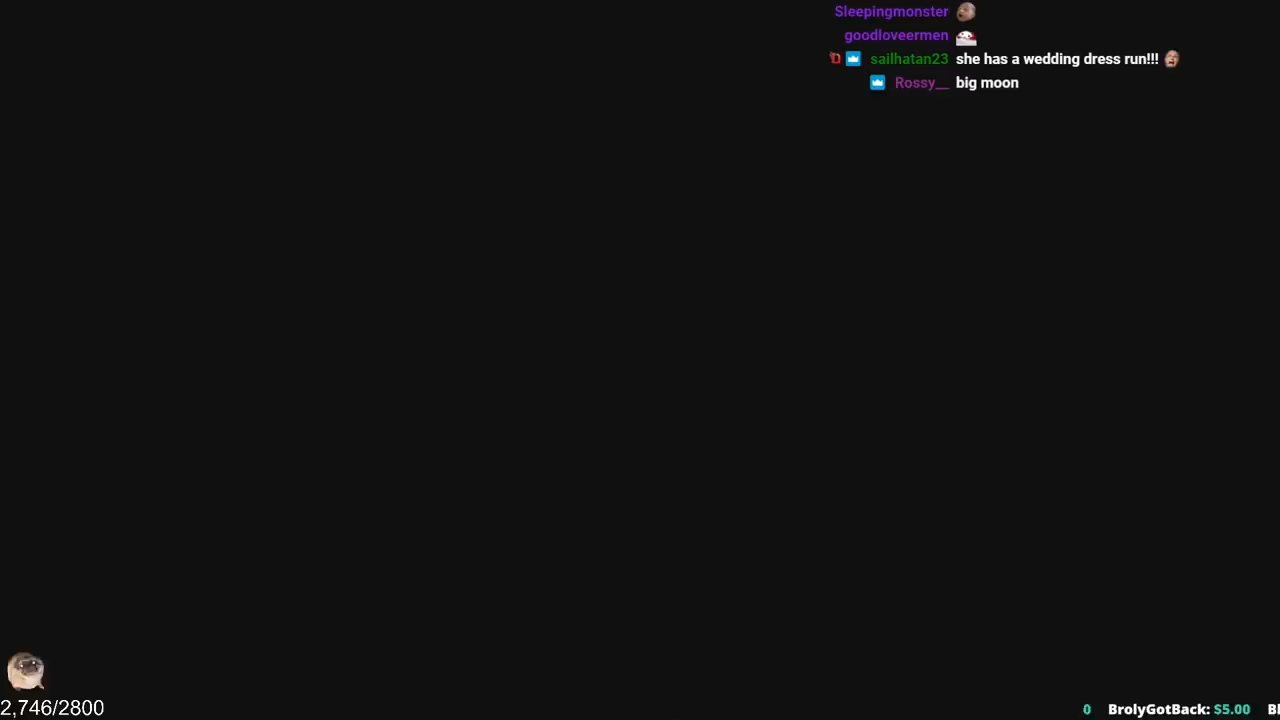 Sleepingmonster
goodloveermen
sailhatan23 she has a wedding dress run!!!
Rossy__ big moon
2,746/2800
0 BrolyGotBack: $5.00